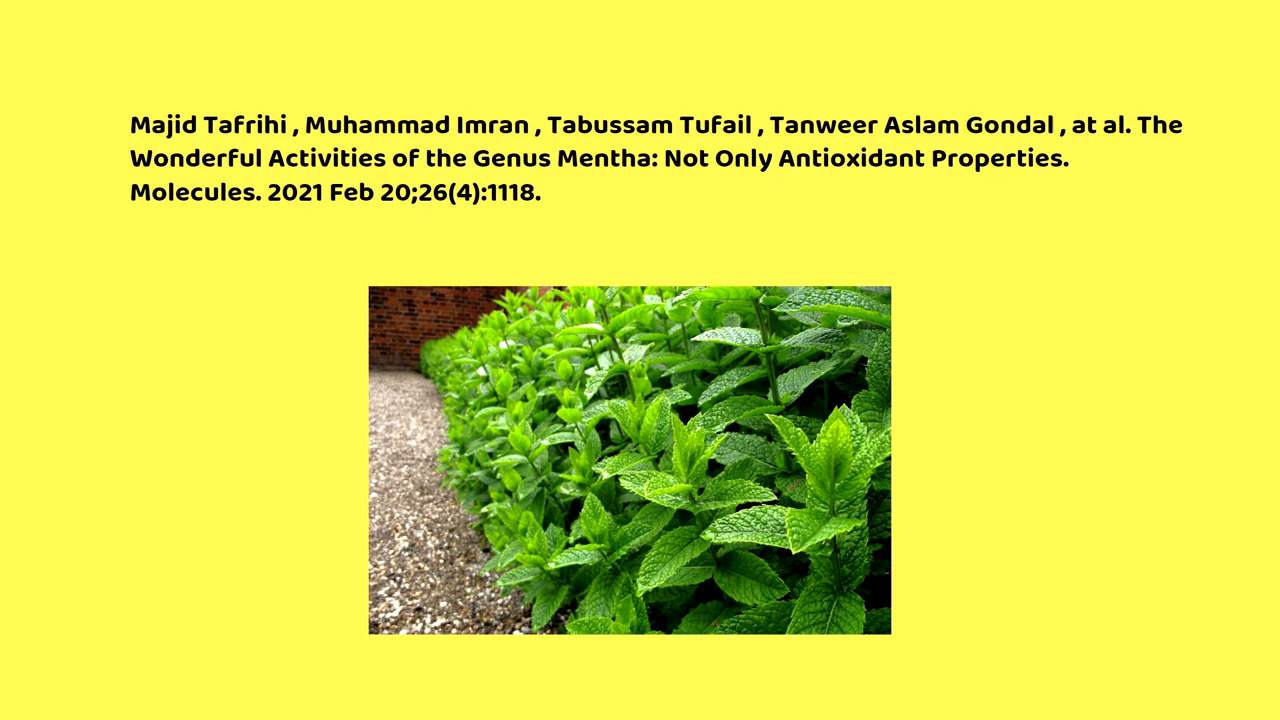 Majid Tafrihi , Muhammad Imran , Tabussam Tufail , Tanweer Aslam Gondal , at al. The
Wonderful Activities of the Genus Mentha: Not Only Antioxidant Properties.
Molecules. 2021 Feb 20;26(4):1118.